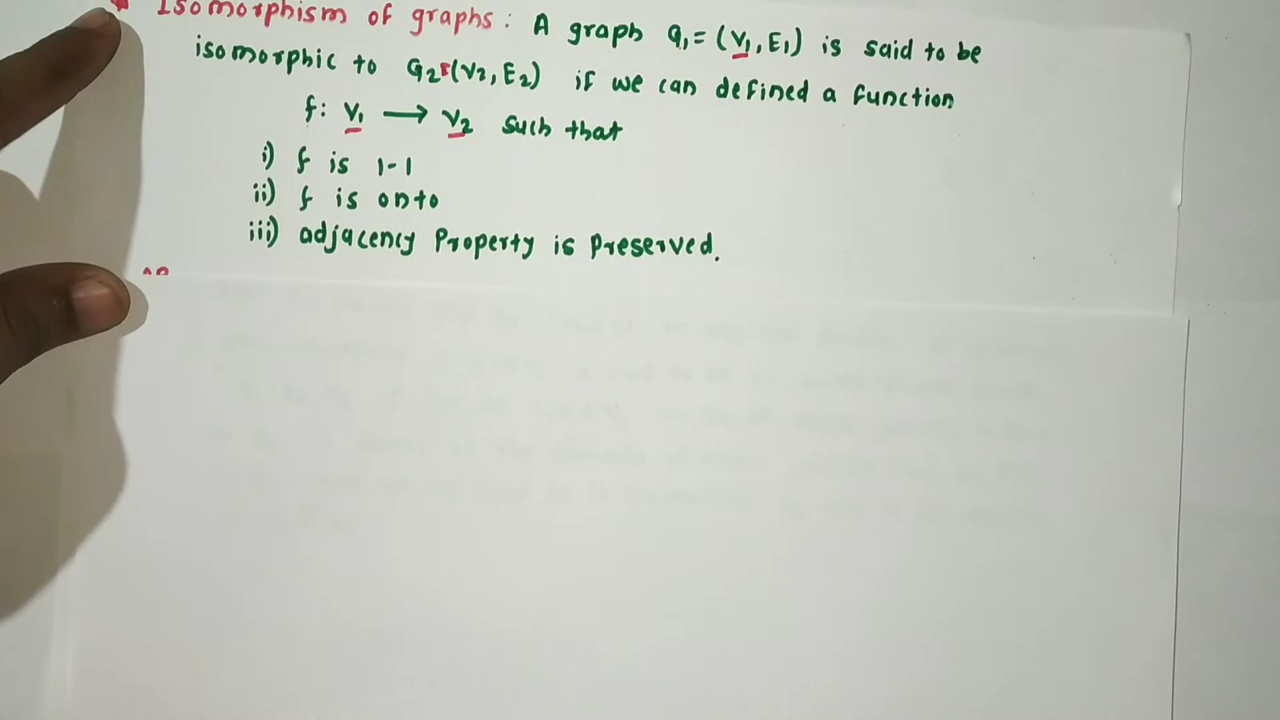 Isomorphism of graphs: A graph G1 = (V1, E1) is said to be
isomorphic to G2=(V2, E2) if we can defined a function
f: V1 → V2 such that
i) f is 1-1
ii) f is onto
iii) adjacency Property is Preserved.